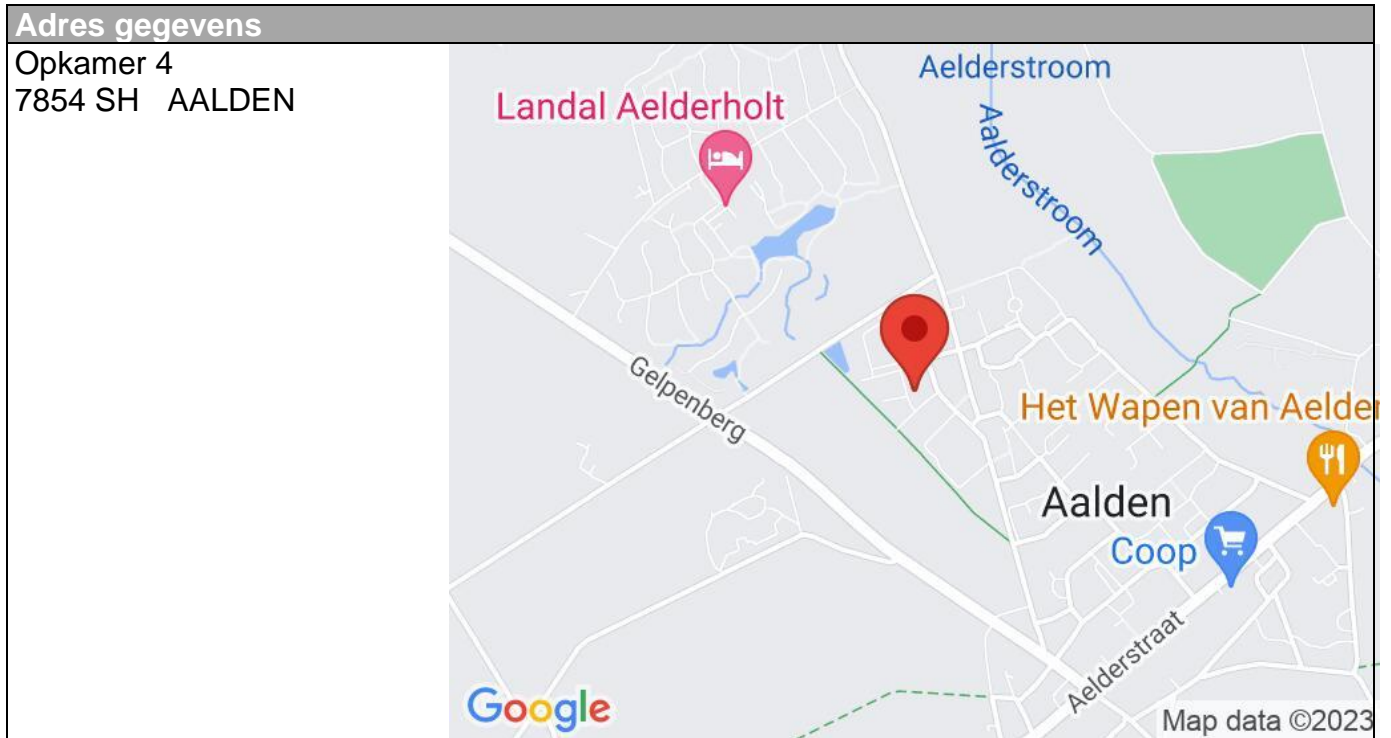 Adres gegevens
Opkamer 4
7854 SH AALDEN
Aelderstroom
Landal Aelderholt
Aalderstroom
Gelpenberg
Het Wapen van Aelde
Aalden
Coop
Aelderstraat
Google
Map data ©2023